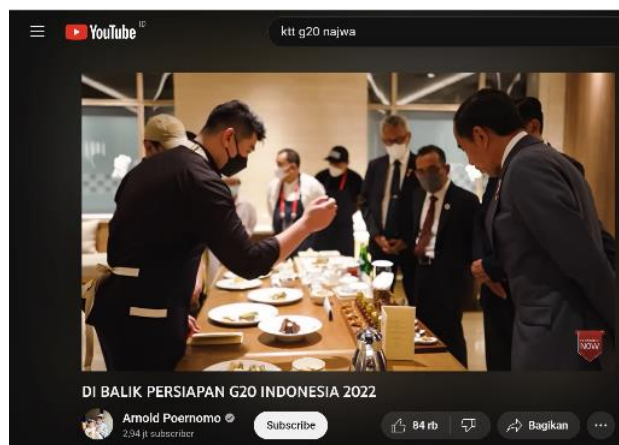 YouTube ID
ktt g20 najwa
NOW
DI BALIK PERSIAPAN G20 INDONESIA 2022
Arnold Poernomo
2,94 jt subscriber
Subscribe
84 rb
Bagikan